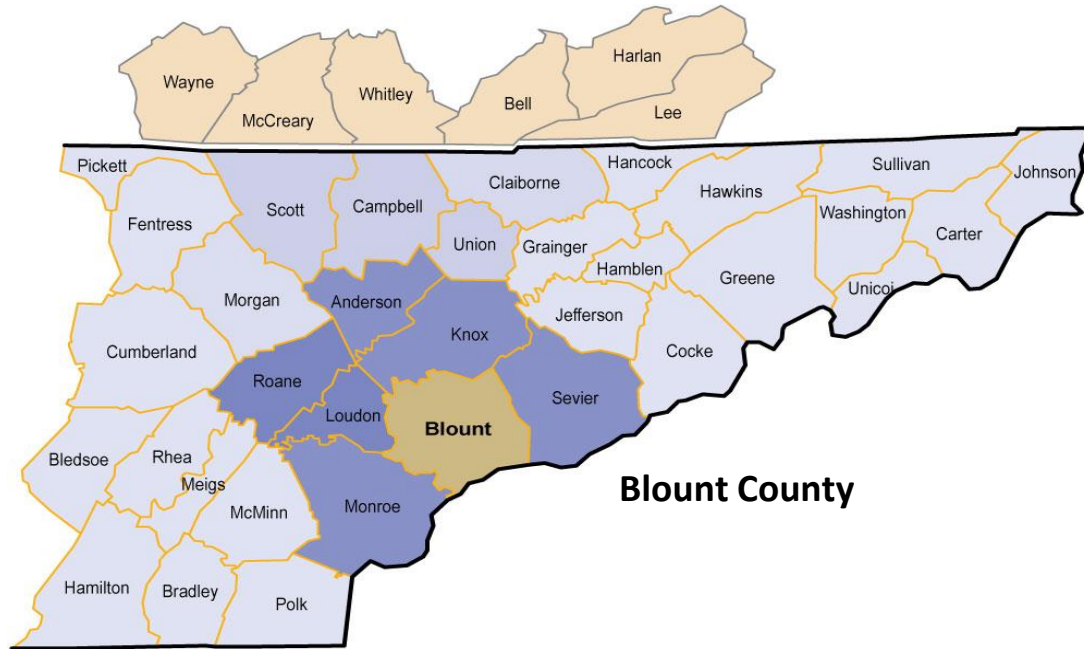 Harlan
Wayne
Whitley
Bell
Lee
McCreary
Pickett
Hancock
Sullivan
Johnson
Claiborne
Hawkins
Scott
Campbell
Washington
Fentress
Union
Grainger
Carter
Hamblen
Greene
Unicoi
Morgan
Anderson
Jefferson
Knox
Cumberland
Cocke
Roane
Sevier
Loudon
Blount
Rhea
Bledsoe
Meigs
Blount County
Monroe
McMinn
Hamilton
Bradley
Polk